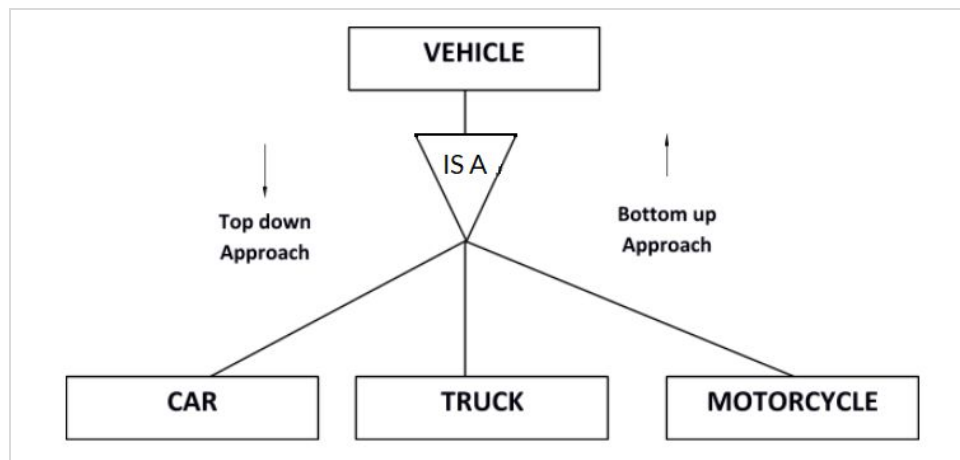 VEHICLE
IS A
Top down
Approach
Bottom up
Approach
CAR
TRUCK
MOTORCYCLE